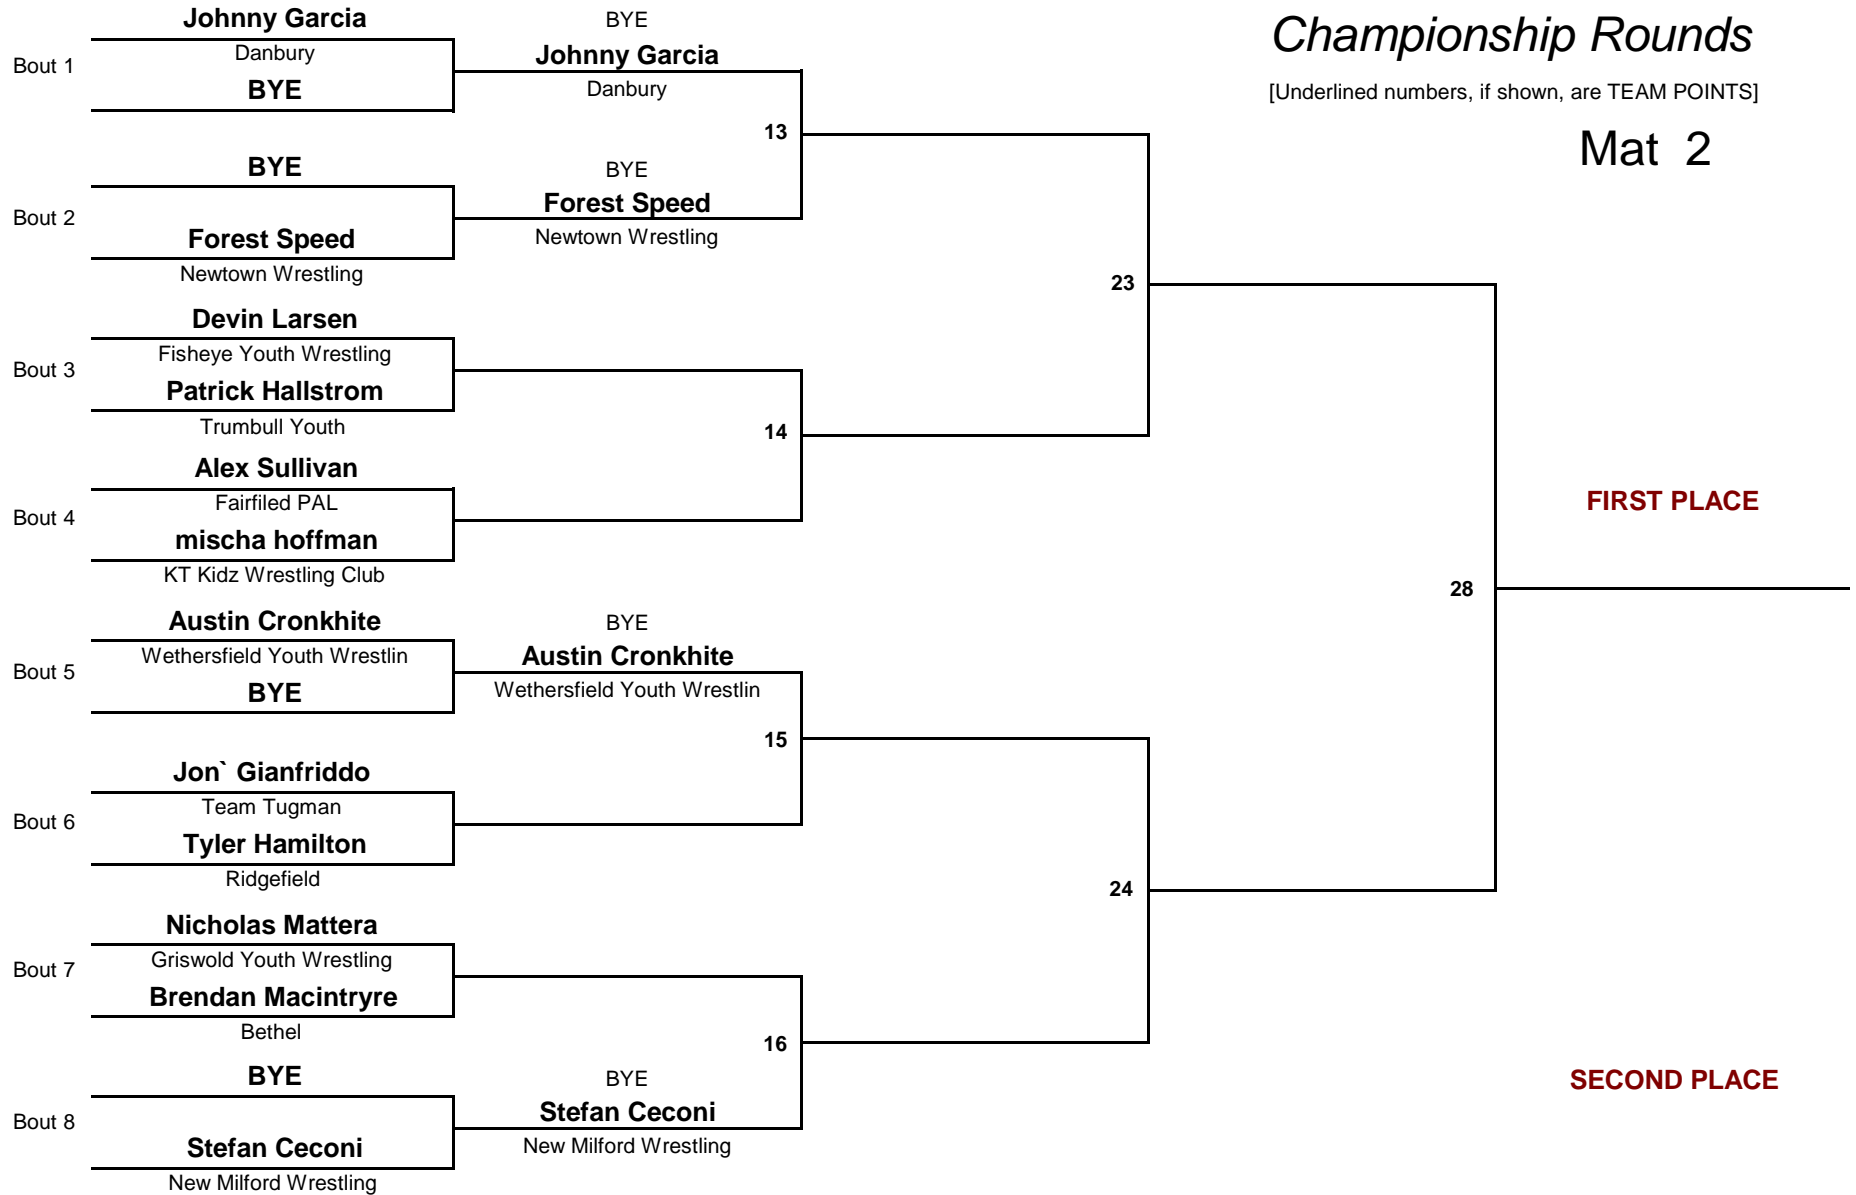 Championship Rounds
[Underlined numbers, if shown, are TEAM POINTS]
Mat 2
Bout 1
Johnny Garcia
Danbury
BYE
Bout 2
BYE
Forest Speed
Newtown Wrestling
Bout 3
Devin Larsen
Fisheye Youth Wrestling
Patrick Hallstrom
Trumbull Youth
Bout 4
Alex Sullivan
Fairfiled PAL
mischa hoffman
KT Kidz Wrestling Club
Bout 5
Austin Cronkhite
Wethersfield Youth Wrestlin
BYE
Bout 6
Jon` Gianfriddo
Team Tugman
Tyler Hamilton
Ridgefield
Bout 7
Nicholas Mattera
Griswold Youth Wrestling
Brendan Macintryre
Bethel
Bout 8
BYE
Stefan Ceconi
New Milford Wrestling
BYE
Johnny Garcia
Danbury
13
BYE
Forest Speed
Newtown Wrestling
14
BYE
Austin Cronkhite
Wethersfield Youth Wrestlin
15
16
BYE
Stefan Ceconi
New Milford Wrestling
23
24
28
FIRST PLACE
SECOND PLACE